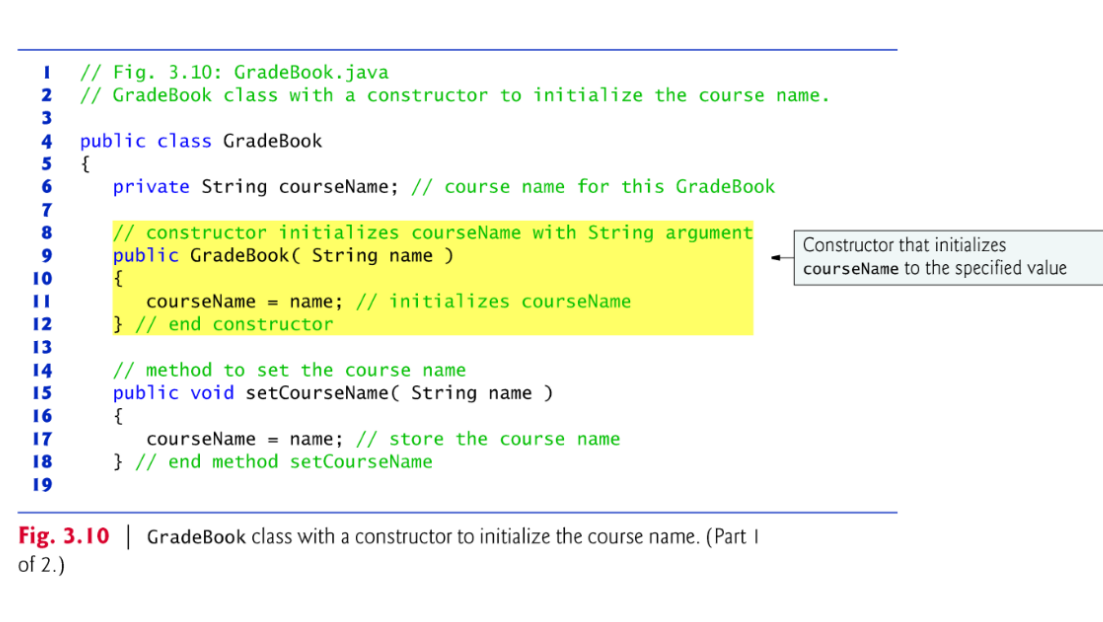 1 // Fig. 3.10: GradeBook.java
2 // GradeBook class with a constructor to initialize the course name.
3
4 public class GradeBook
5 {
6 private String courseName; // course name for this GradeBook
7
8 // constructor initializes courseName with String argument
9 public GradeBook( String name )
10 {
11 courseName = name; // initializes courseName
12 } // end constructor
13
14 // method to set the course name
15 public void setCourseName( String name )
16 {
17 courseName = name; // store the course name
18 } // end method setCourseName
19
Constructor that initializes
courseName to the specified value
Fig. 3.10 | GradeBook class with a constructor to initialize the course name. (Part 1
of 2.)